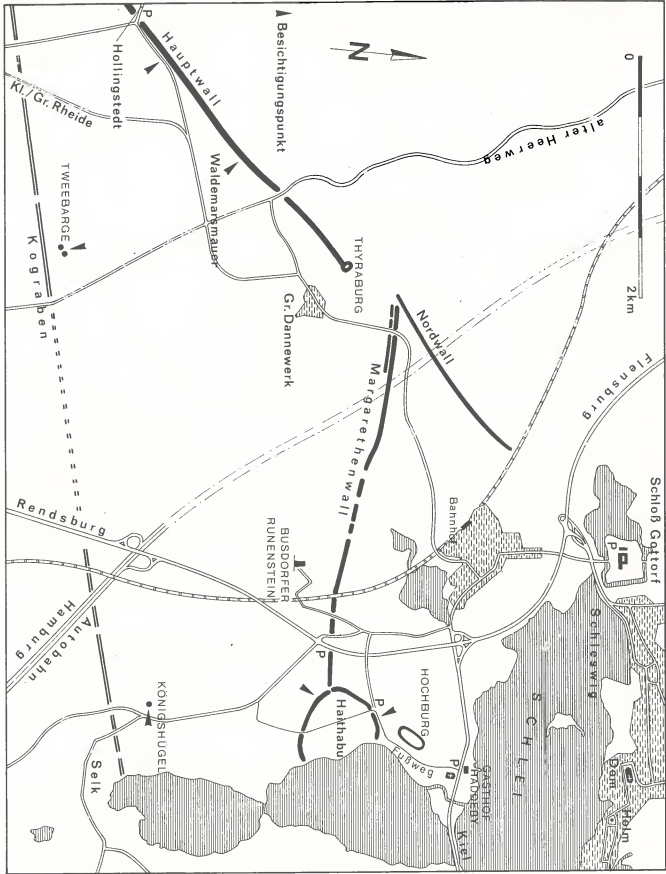 P
Hollingstedt
Hauptwall
Besichtigungspunkt
N
0
2km
Kl./Gr. Rheide
alter Heerweg
Waldemarsmauer
TWEEBARGE
Kograben
THYRABURG
Gr. Dannewerk
Nordwall
Flensburg
Margarethenwall
Schloß Gottorf
P
Bahnhof
Rendsburg
BUSDORFER
RUNENSTEIN
Schleswig
SCHLEI
Autobahn
Hamburg
P
P
HOCHBURG
Haithabu
KÖNIGSHÜGEL
Fußweg
P
GASTHOF
HADDEBY
Dom
Holm
Selk
Kiel